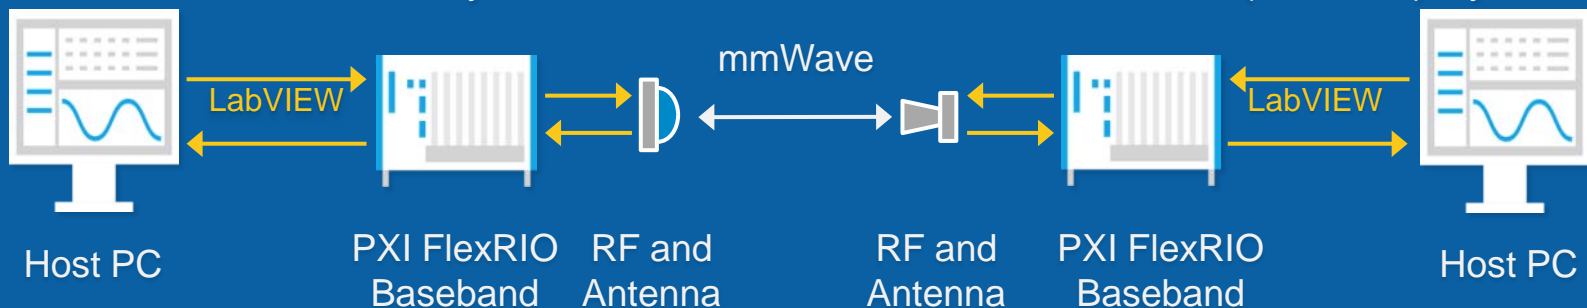 mmWave
LabVIEW
LabVIEW
Host PC
PXI FlexRIO
Baseband
RF and
Antenna
RF and
Antenna
PXI FlexRIO
Baseband
Host PC